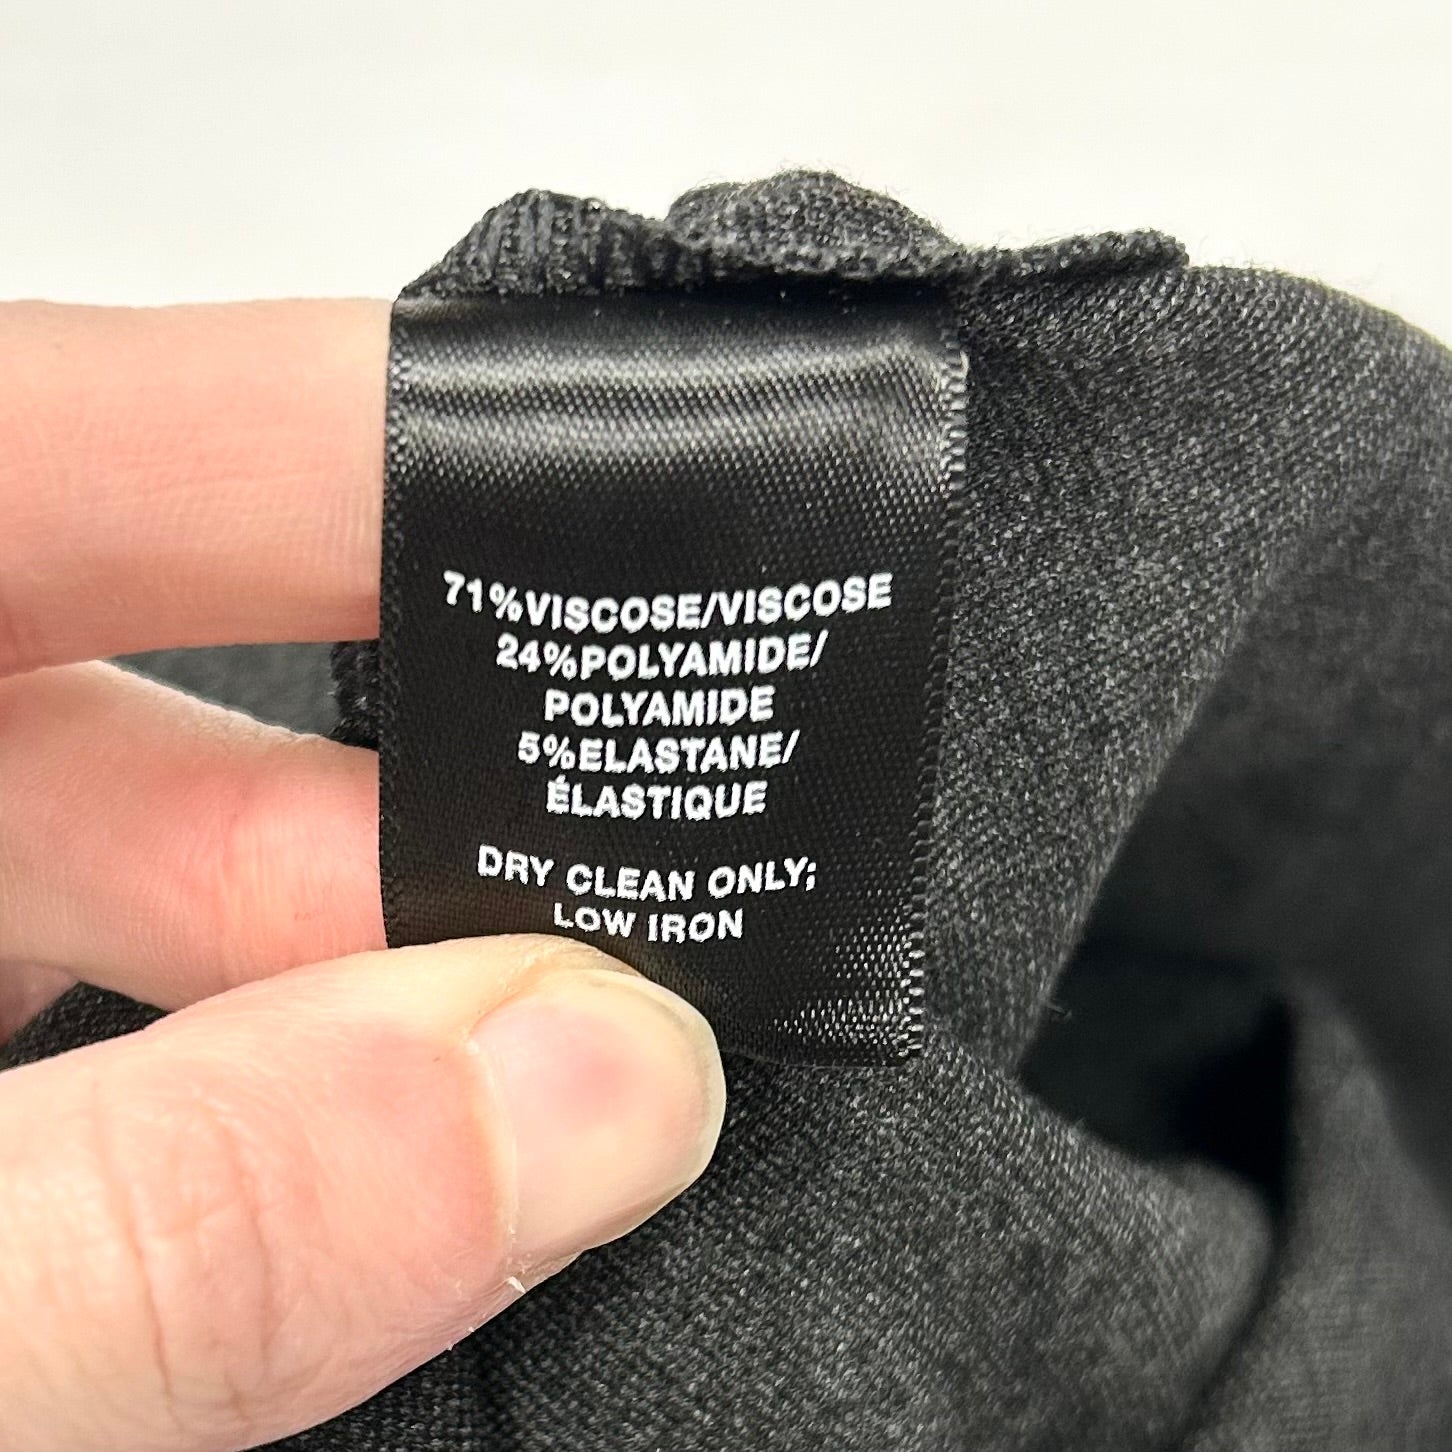 71%VISCOSE/VISCOSE
24%POLYAMIDE/
POLYAMIDE
5%ELASTANE/
ÉLASTIQUE
DRY CLEAN ONLY;
LOW IRON